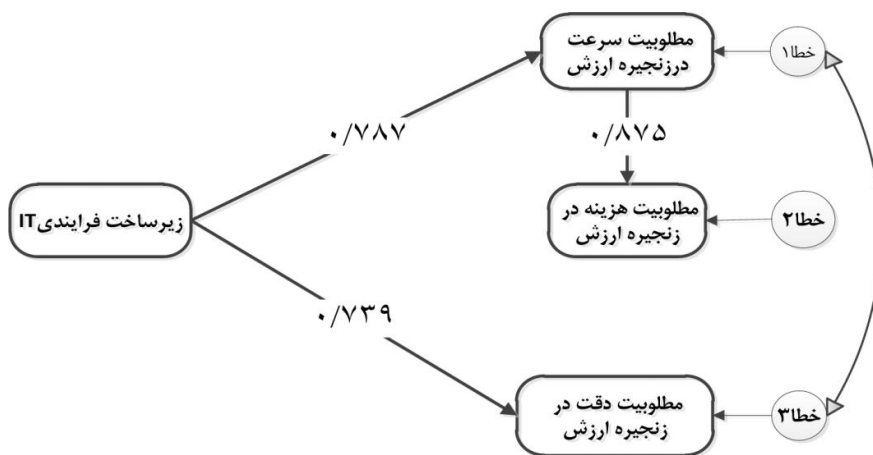 مطلوبیت سرعت
درزنجیره ارزش
خطا۱
۰/۷۸۷
۰/۸۷۵
زیرساخت فرایندیIT
مطلوبیت هزینه در
زنجیره ارزش
خطا۲
۰/۷۳۹
مطلوبیت دقت در
زنجیره ارزش
خطا۳